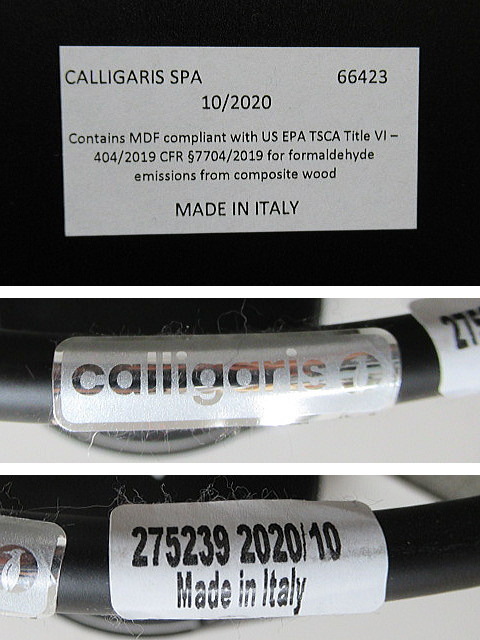 CALLIGARIS SPA 66423
10/2020
Contains MDF compliant with US EPA TSCA Title VI –
404/2019 CFR §7704/2019 for formaldehyde
emissions from composite wood
MADE IN ITALY
calligaris
275
275239 2020/10
Made in Italy